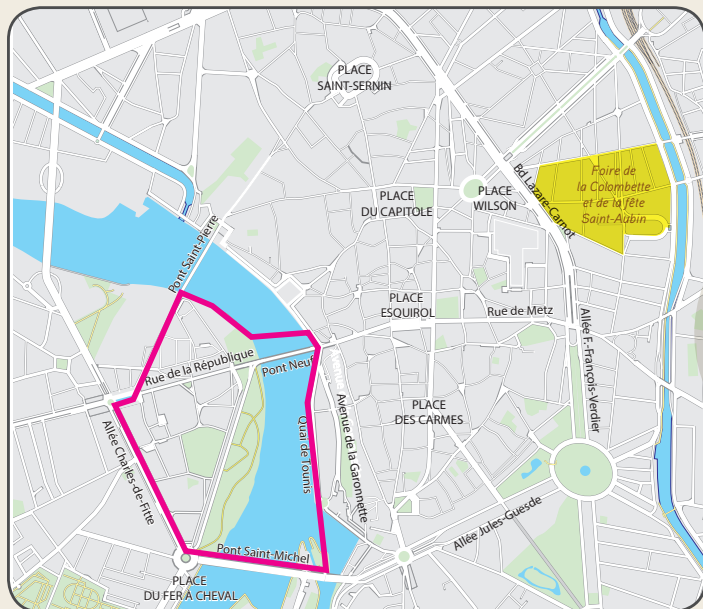 PLACE
SAINT-SERNIN
Foire de
la Colombette
et de la fête
Saint-Aubin
Bd Lazare-Carnot
PLACE
DU CAPITOLE
PLACE
WILSON
Pont Saint-Pierre
PLACE
ESQUIROL
Rue de Metz
Allée F.-François-Verdier
Rue de la République
Pont Neuf
Avenue
Avenue de la Garonnette
PLACE
DES CARMES
Quai de Tounis
Allée Charles-de-Fitte
Allée Jules-Guesde
Pont Saint-Michel
PLACE
DU FER À CHEVAL